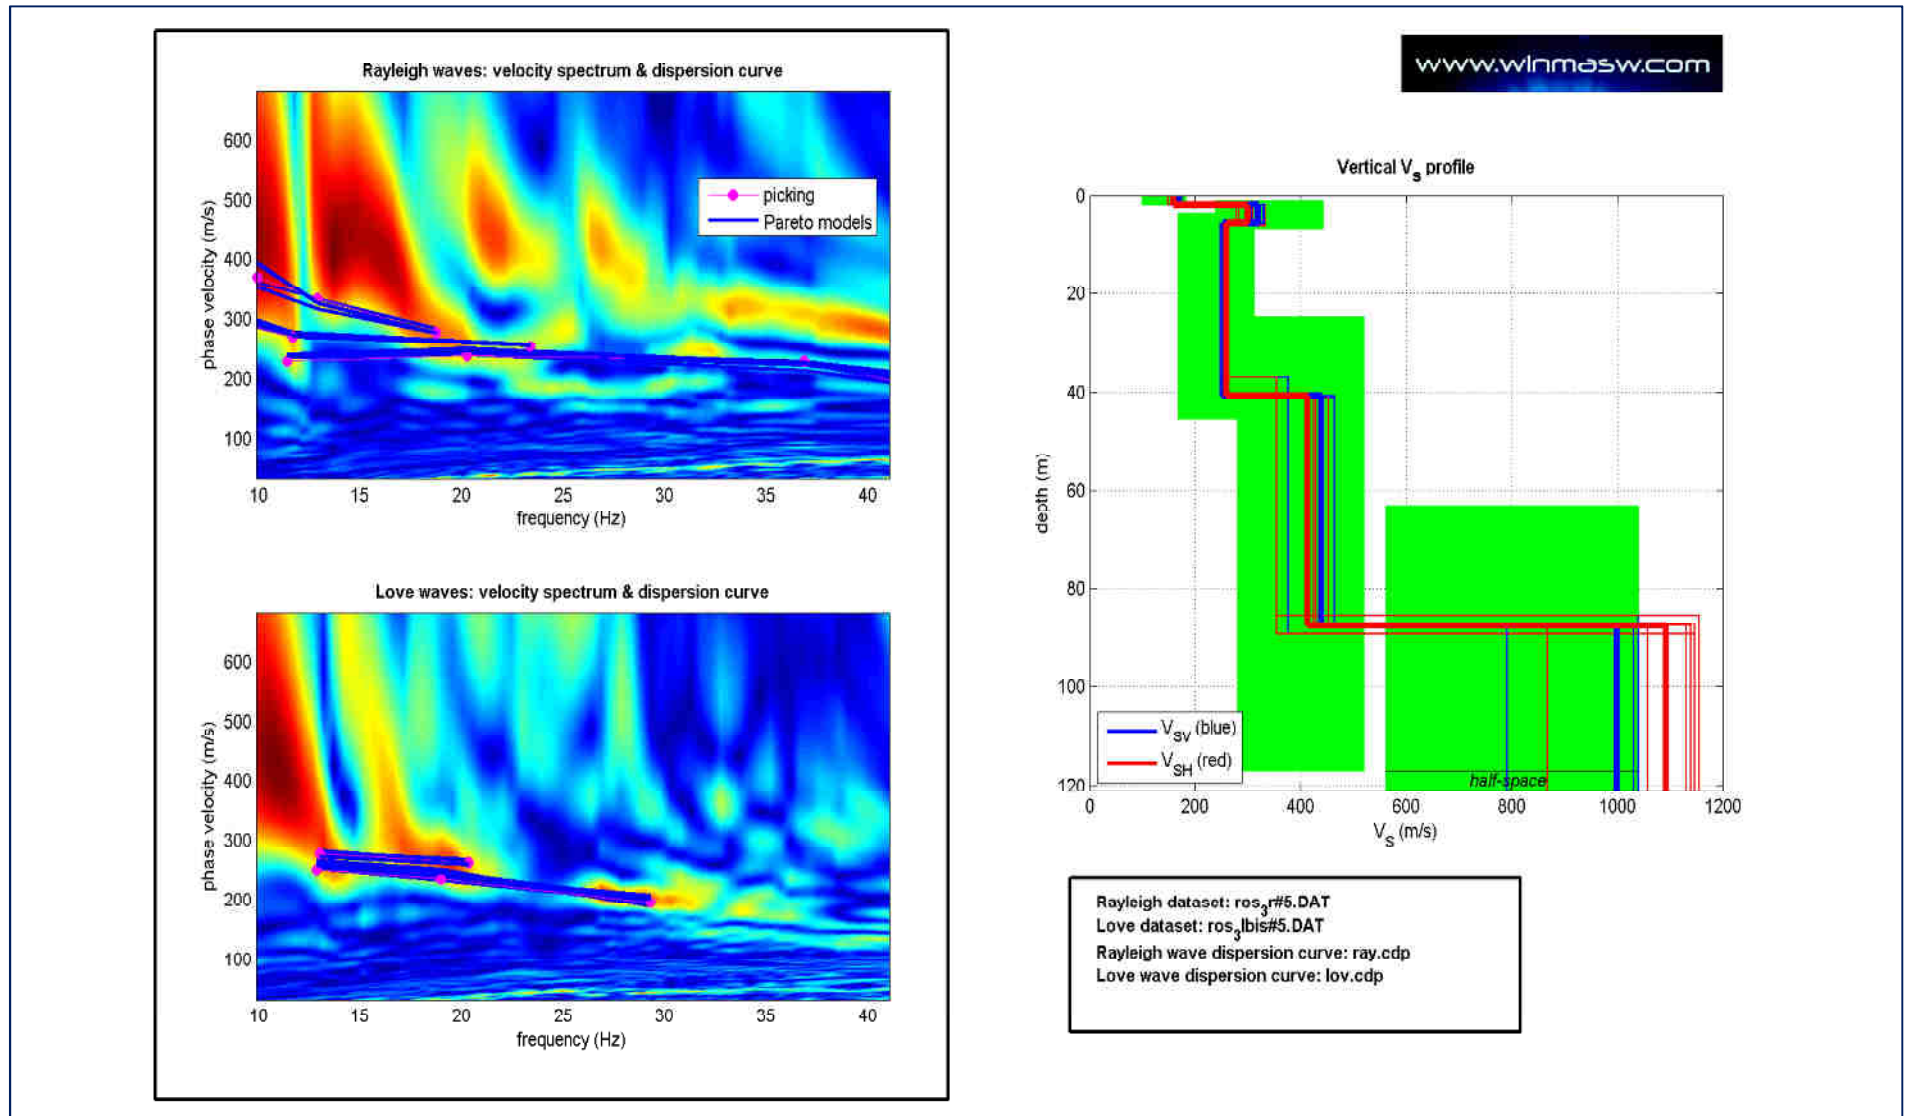 www.winmasw.com
Rayleigh waves: velocity spectrum & dispersion curve
600
500
400
300
200
100
phase velocity (m/s)
picking
Pareto models
10 15 20 25 30 35 40
frequency (Hz)
Love waves: velocity spectrum & dispersion curve
600
500
400
300
200
100
phase velocity (m/s)
10 15 20 25 30 35 40
frequency (Hz)
Vertical VS profile
0
20
40
60
80
100
120
depth (m)
VSV (blue)
VSH (red)
half-space
0 200 400 600 800 1000 1200
VS (m/s)
Rayleigh dataset: ros3r#5.DAT
Love dataset: ros3lbis#5.DAT
Rayleigh wave dispersion curve: ray.cdp
Love wave dispersion curve: lov.cdp